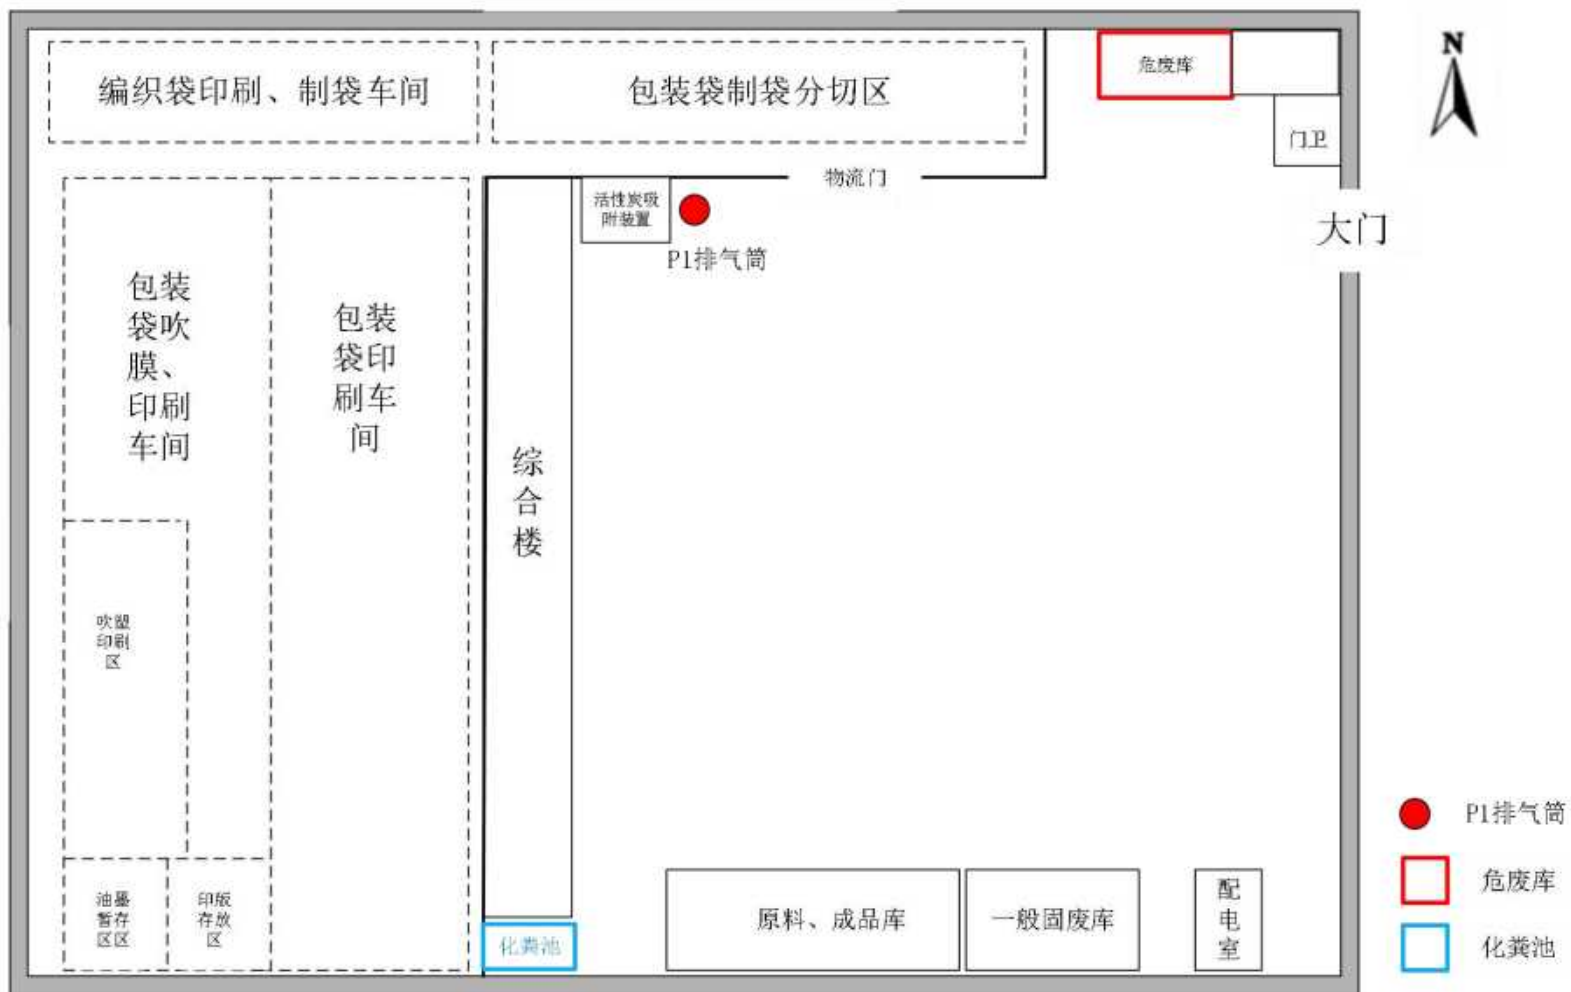 编织袋印刷、制袋车间
包装袋制袋分切区
危废库
门卫
N
物流门
大门
活性炭吸
附装置
P1排气筒
包装
袋吹
膜、
印刷
车间
包装
袋印
刷车
间
综
合
楼
吹塑
印刷
区
油墨
暂存
区区
印版
存放
区
化粪池
原料、成品库
一般固废库
配
电
室
P1排气筒
危废库
化粪池